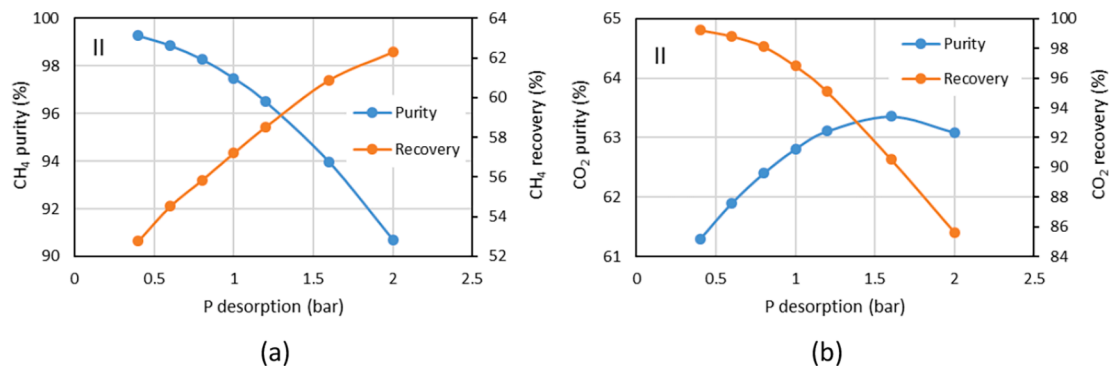 100
98
96
94
92
90
CH₄ purity (%)
II
Purity
Recovery
64
62
60
58
56
54
52
CH₄ recovery (%)
0 0.5 1 1.5 2 2.5
P desorption (bar)
(a)
65
64
63
62
61
CO₂ purity (%)
II
Purity
Recovery
100
98
96
94
92
90
88
86
84
CO₂ recovery (%)
0 0.5 1 1.5 2 2.5
P desorption (bar)
(b)